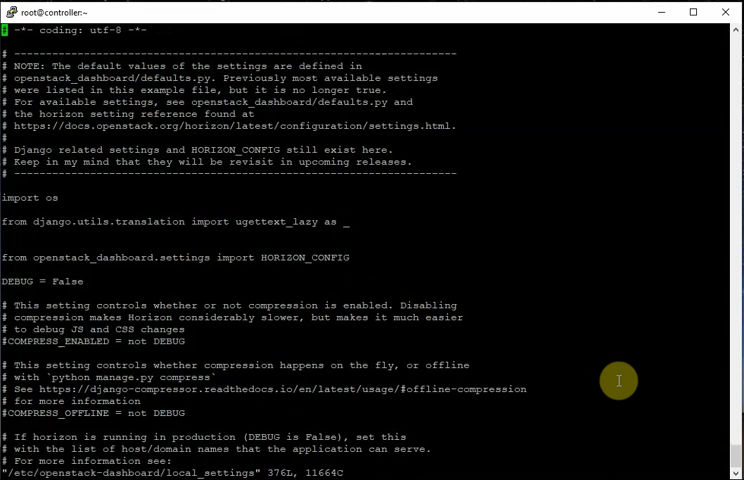 root@controller:~
# -*- coding: utf-8 -*-
# ---------------------------------------------------------------------
# NOTE: The default values of the settings are defined in
# openstack_dashboard/defaults.py. Previously most available settings
# were listed in this example file, but it is no longer true.
# For available settings, see openstack_dashboard/defaults.py and
# the horizon setting reference found at
# https://docs.openstack.org/horizon/latest/configuration/settings.html.
#
# Django related settings and HORIZON_CONFIG still exist here.
# Keep in my mind that they will be revisit in upcoming releases.
# ---------------------------------------------------------------------
import os
from django.utils.translation import ugettext_lazy as _
from openstack_dashboard.settings import HORIZON_CONFIG
DEBUG = False
# This setting controls whether or not compression is enabled. Disabling
# compression makes Horizon considerably slower, but makes it much easier
# to debug JS and CSS changes
#COMPRESS_ENABLED = not DEBUG
# This setting controls whether compression happens on the fly, or offline
# with `python manage.py compress`
# See https://django-compressor.readthedocs.io/en/latest/usage/#offline-compression
# for more information
#COMPRESS_OFFLINE = not DEBUG
# If horizon is running in production (DEBUG is False), set this
# with the list of host/domain names that the application can serve.
# For more information see:
"/etc/openstack-dashboard/local_settings" 376L, 11664C